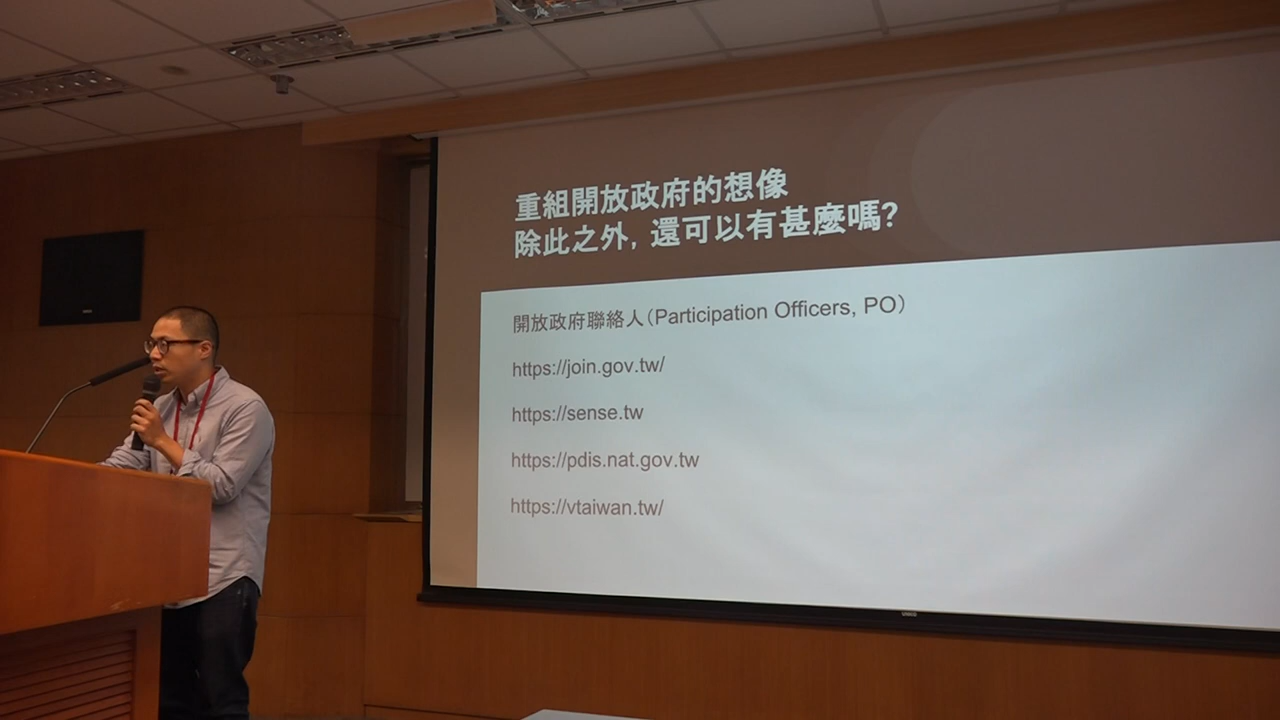 重組開放政府的想像
除此之外, 還可以有甚麼嗎?
開放政府聯絡人(Participation Officers, PO)
https://join.gov.tw/
https://sense.tw
https://pdis.nat.gov.tw
https://vtaiwan.tw/